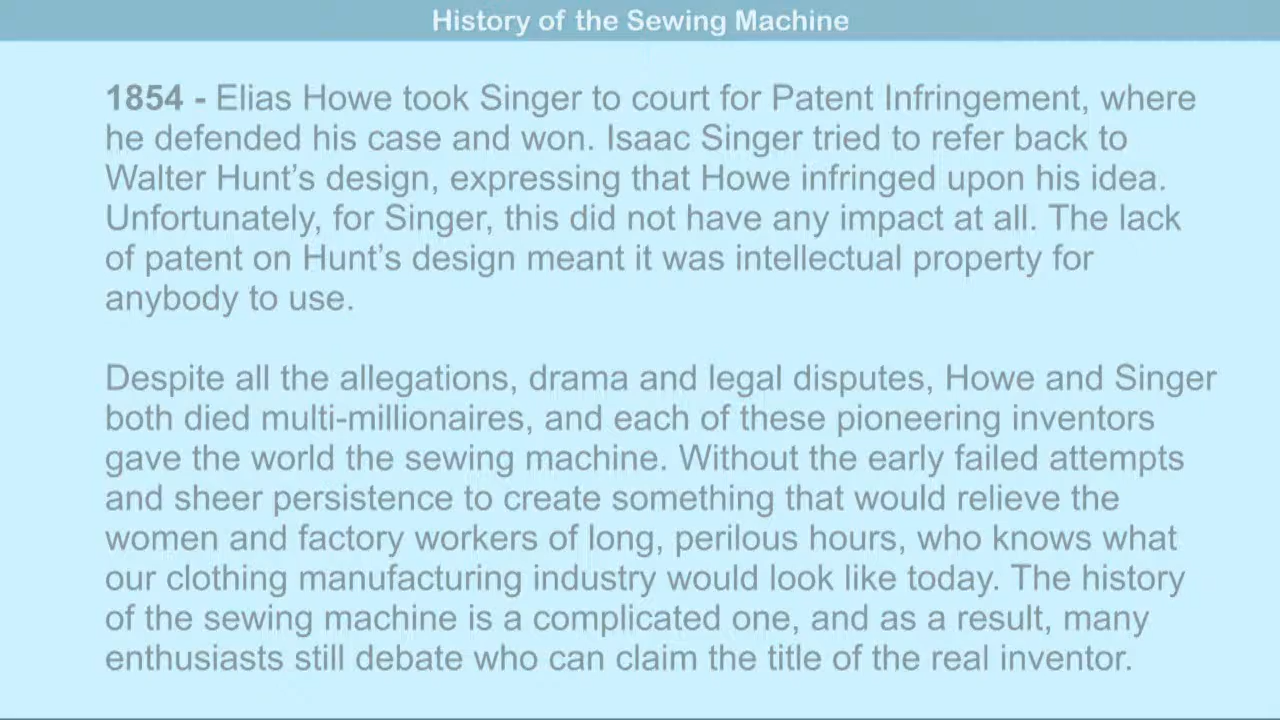 History of the Sewing Machine
1854 - Elias Howe took Singer to court for Patent Infringement, where
he defended his case and won. Isaac Singer tried to refer back to
Walter Hunt’s design, expressing that Howe infringed upon his idea.
Unfortunately, for Singer, this did not have any impact at all. The lack
of patent on Hunt’s design meant it was intellectual property for
anybody to use.
Despite all the allegations, drama and legal disputes, Howe and Singer
both died multi-millionaires, and each of these pioneering inventors
gave the world the sewing machine. Without the early failed attempts
and sheer persistence to create something that would relieve the
women and factory workers of long, perilous hours, who knows what
our clothing manufacturing industry would look like today. The history
of the sewing machine is a complicated one, and as a result, many
enthusiasts still debate who can claim the title of the real inventor.